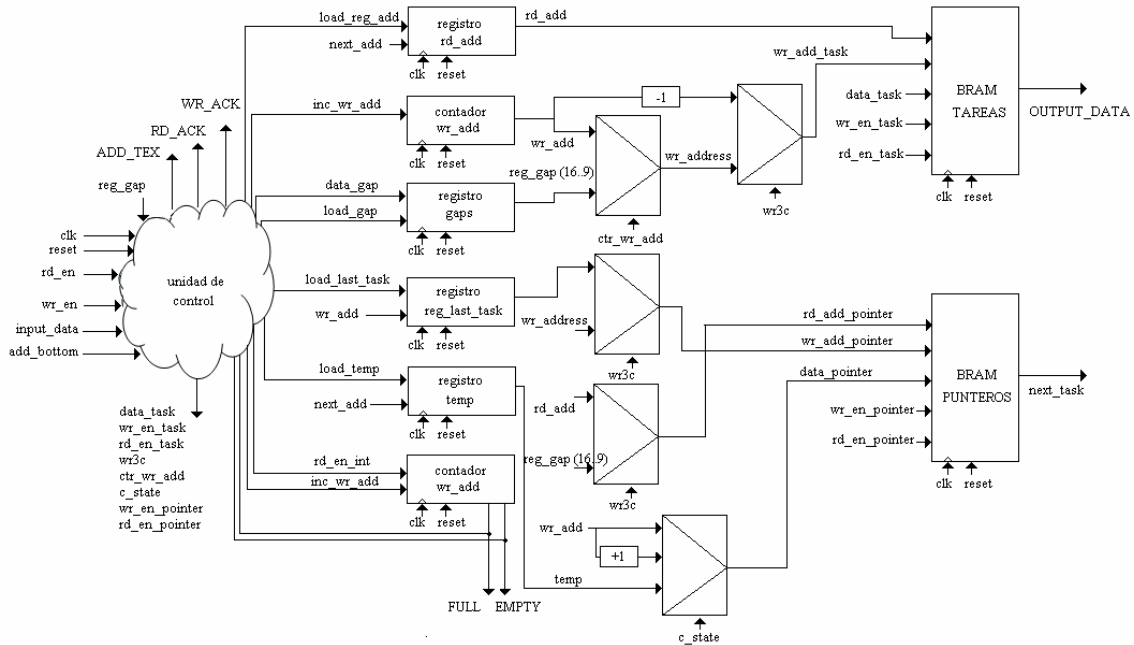 load_reg_add
next_add
registro
rd_add
clk
reset
rd_add
wr_add_task
data_task
wr_en_task
rd_en_task
BRAM
TAREAS
clk
reset
OUTPUT_DATA
WR_ACK
RD_ACK
ADD_TEX
inc_wr_add
contador
wr_add
clk
reset
wr_add
-1
wr_address
wr3c
reg_gap (16..9)
ctr_wr_add
data_gap
load_gap
registro
gaps
clk
reset
reg_gap
clk
reset
rd_en
wr_en
input_data
add_bottom
unidad de
control
load_last_task
wr_add
registro
reg_last_task
clk
reset
wr_address
wr3c
load_temp
next_add
registro
temp
clk
reset
rd_add
reg_gap (16..9)
wr3c
rd_add_pointer
wr_add_pointer
data_pointer
wr_en_pointer
rd_en_pointer
BRAM
PUNTEROS
clk
reset
next_task
data_task
wr_en_task
rd_en_task
wr3c
ctr_wr_add
c_state
wr_en_pointer
rd_en_pointer
rd_en_int
inc_wr_add
contador
wr_add
clk
reset
wr_add
+1
temp
c_state
FULL
EMPTY